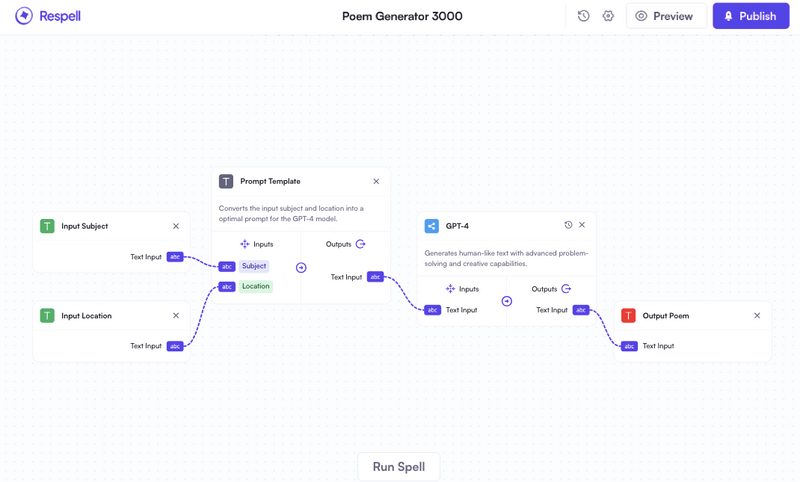 Respell
Poem Generator 3000
Preview
Publish
Prompt Template
Converts the input subject and location into a
optimal prompt for the GPT-4 model.
Inputs
Outputs
abc Subject
Text Input abc
abc Location
Input Subject
Text Input abc
Input Location
Text Input abc
GPT-4
Generates human-like text with advanced problem-
solving and creative capabilities.
Inputs
Outputs
abc Text Input
Text Input abc
Output Poem
abc Text Input
Run Spell